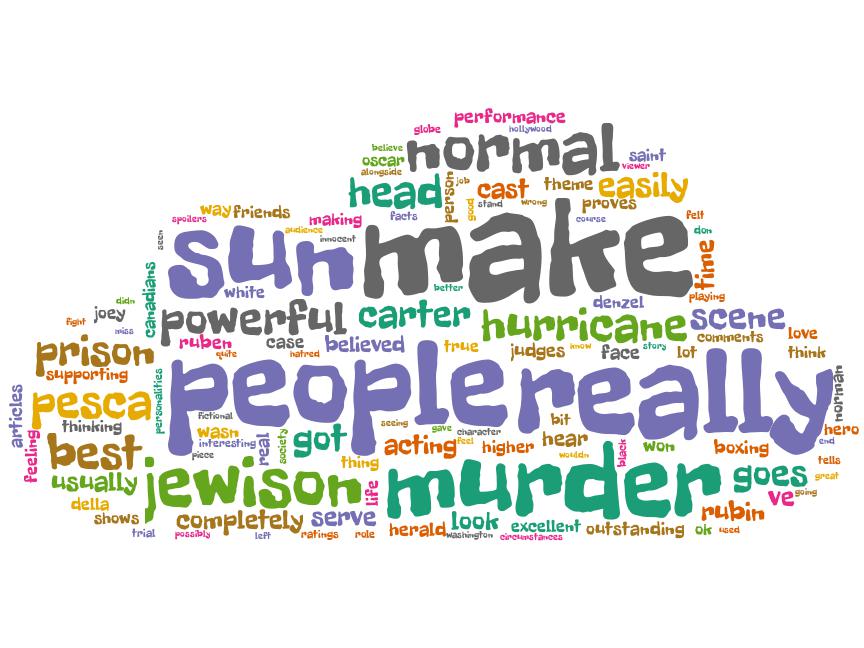 performance
globe
hollywood
believe
normal
oscar
saint
viewer
alongside
head
person
job
cast
theme
easily
good
stand
wrong
proves
way
friends
spoilers
making
facts
course
felt
audience
innocent
seen
sun
make
don
time
canadians
white
better
denzel
playing
didn
joey
powerful
carter
hurricane
scene
fight
miss
ruben
case
believed
true
judges
know
face
story
lot
comments
love
think
quite
hatred
prison
supporting
personalities
people
really
norman
articles
pesca
thinking
fictional
wasn
interesting
piece
real
society
got
seeing
gave
character
bit
hero
feeling
best
acting
feel
higher
hear
wouldn
black
won
boxing
end
tells
usually
jewison
thing
life
murder
goes
great
going
ve
della
shows
completely
serve
herald
look
excellent
outstanding
ok
used
rubin
trial
possibly
left
ratings
role
washington
circumstances